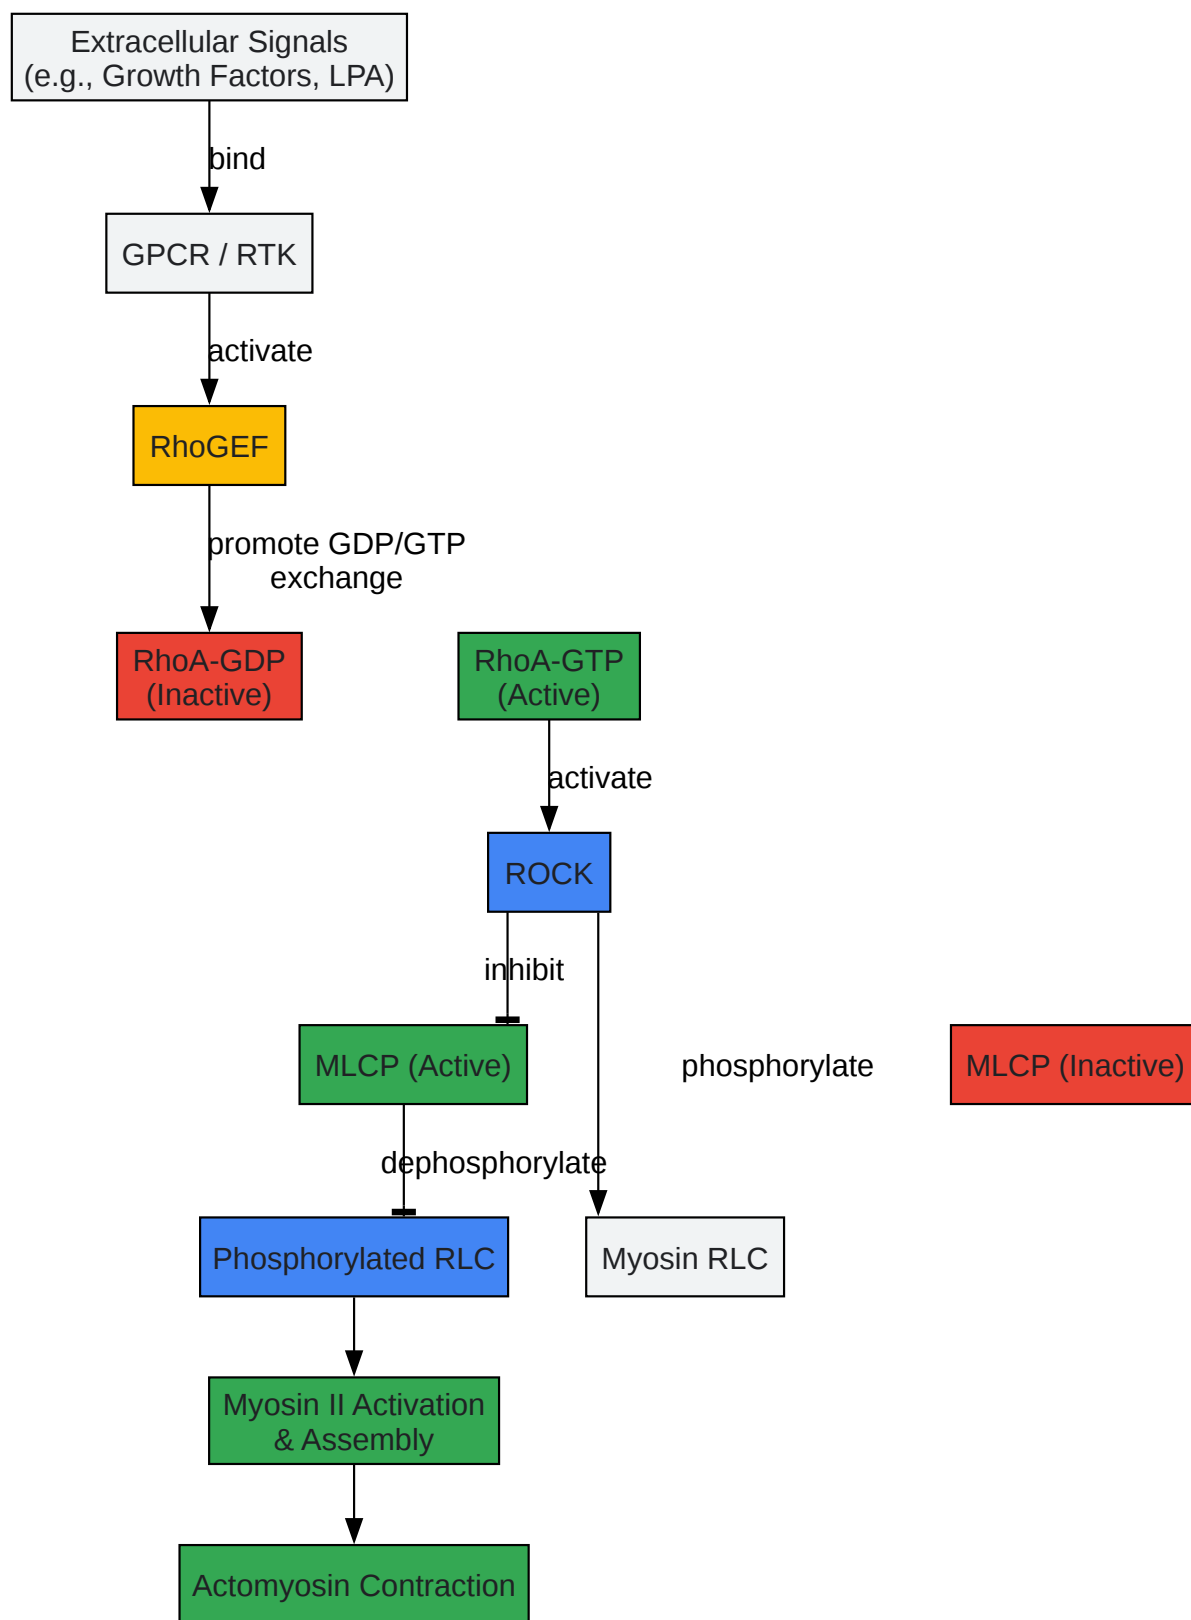 Extracellular Signals
(e.g., Growth Factors, LPA)
bind
GPCR / RTK
activate
RhoGEF
promote GDP/GTP
exchange
RhoA-GDP
(Inactive)
RhoA-GTP
(Active)
activate
ROCK
inhibit
MLCP (Active)
phosphorylate
MLCP (Inactive)
dephosphorylate
Phosphorylated RLC
Myosin RLC
Myosin II Activation
& Assembly
Actomyosin Contraction